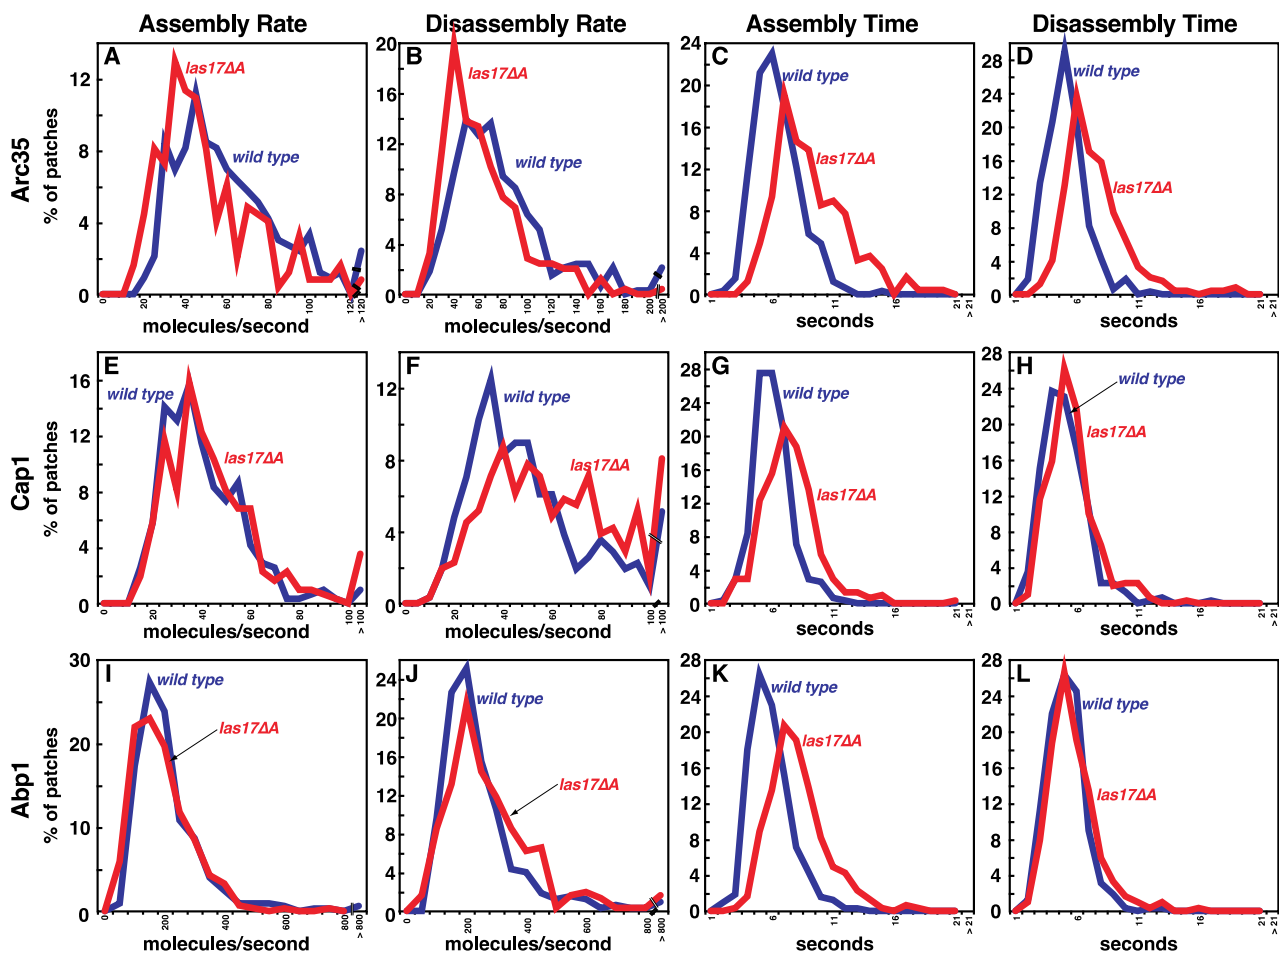 Assembly Rate Disassembly Rate Assembly Time Disassembly Time
Arc35
% of patches
A
las17ΔA
wild type
12
8
4
0
0 20 40 60 80 100 120 > 120
molecules/second
B
las17ΔA
wild type
20
16
12
8
4
0
0 20 40 60 80 100 120 140 160 180 200 > 200
molecules/second
C
wild type
las17ΔA
24
20
16
12
8
4
0
6 11 16 21 > 21
seconds
D
wild type
las17ΔA
28
24
20
16
12
8
4
0
1 6 11 16 21 > 21
seconds
Cap1
% of patches
E
wild type
las17ΔA
16
12
8
4
0
0 20 40 60 80 100 > 100
molecules/second
F
wild type
las17ΔA
12
8
4
0
0 20 40 60 80 100 > 100
molecules/second
G
wild type
las17ΔA
28
24
20
16
12
8
4
0
6 11 16 21 > 21
seconds
H
wild type
las17ΔA
28
24
20
16
12
8
4
0
1 6 11 16 21 > 21
seconds
Abp1
% of patches
I
wild type
las17ΔA
30
20
10
0
0 200 400 600 800 > 800
molecules/second
J
wild type
las17ΔA
24
20
16
12
8
4
0
0 200 400 600 800 > 800
molecules/second
K
wild type
las17ΔA
28
24
20
16
12
8
4
0
6 11 16 21 > 21
seconds
L
wild type
las17ΔA
28
24
20
16
12
8
4
0
1 6 11 16 21 > 21
seconds